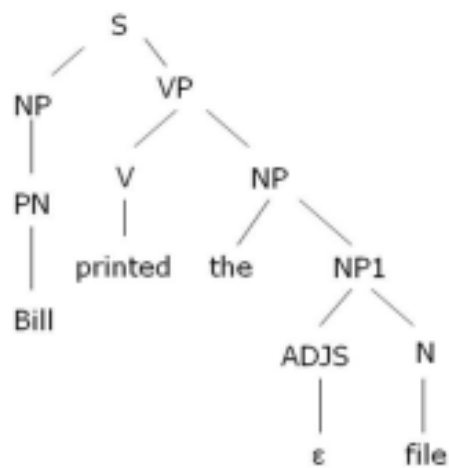 S
NP VP
PN V NP
printed the NP1
Bill
ADJS N
ε file